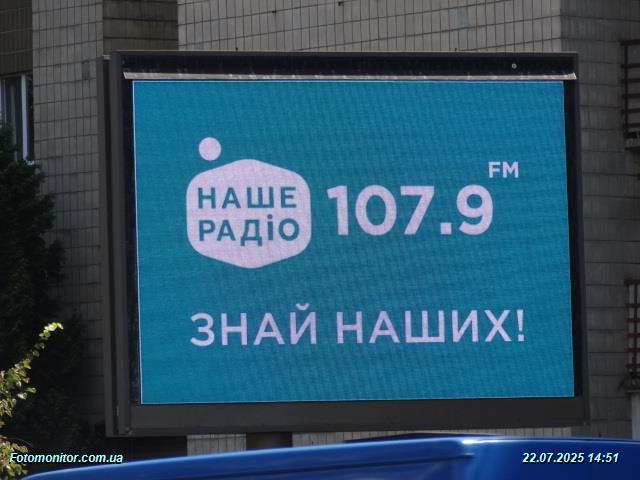 НАШЕ
РАДІО
107.9 FM
ЗНАЙ НАШИХ!
Fotomonitor.com.ua
22.07.2025 14:51